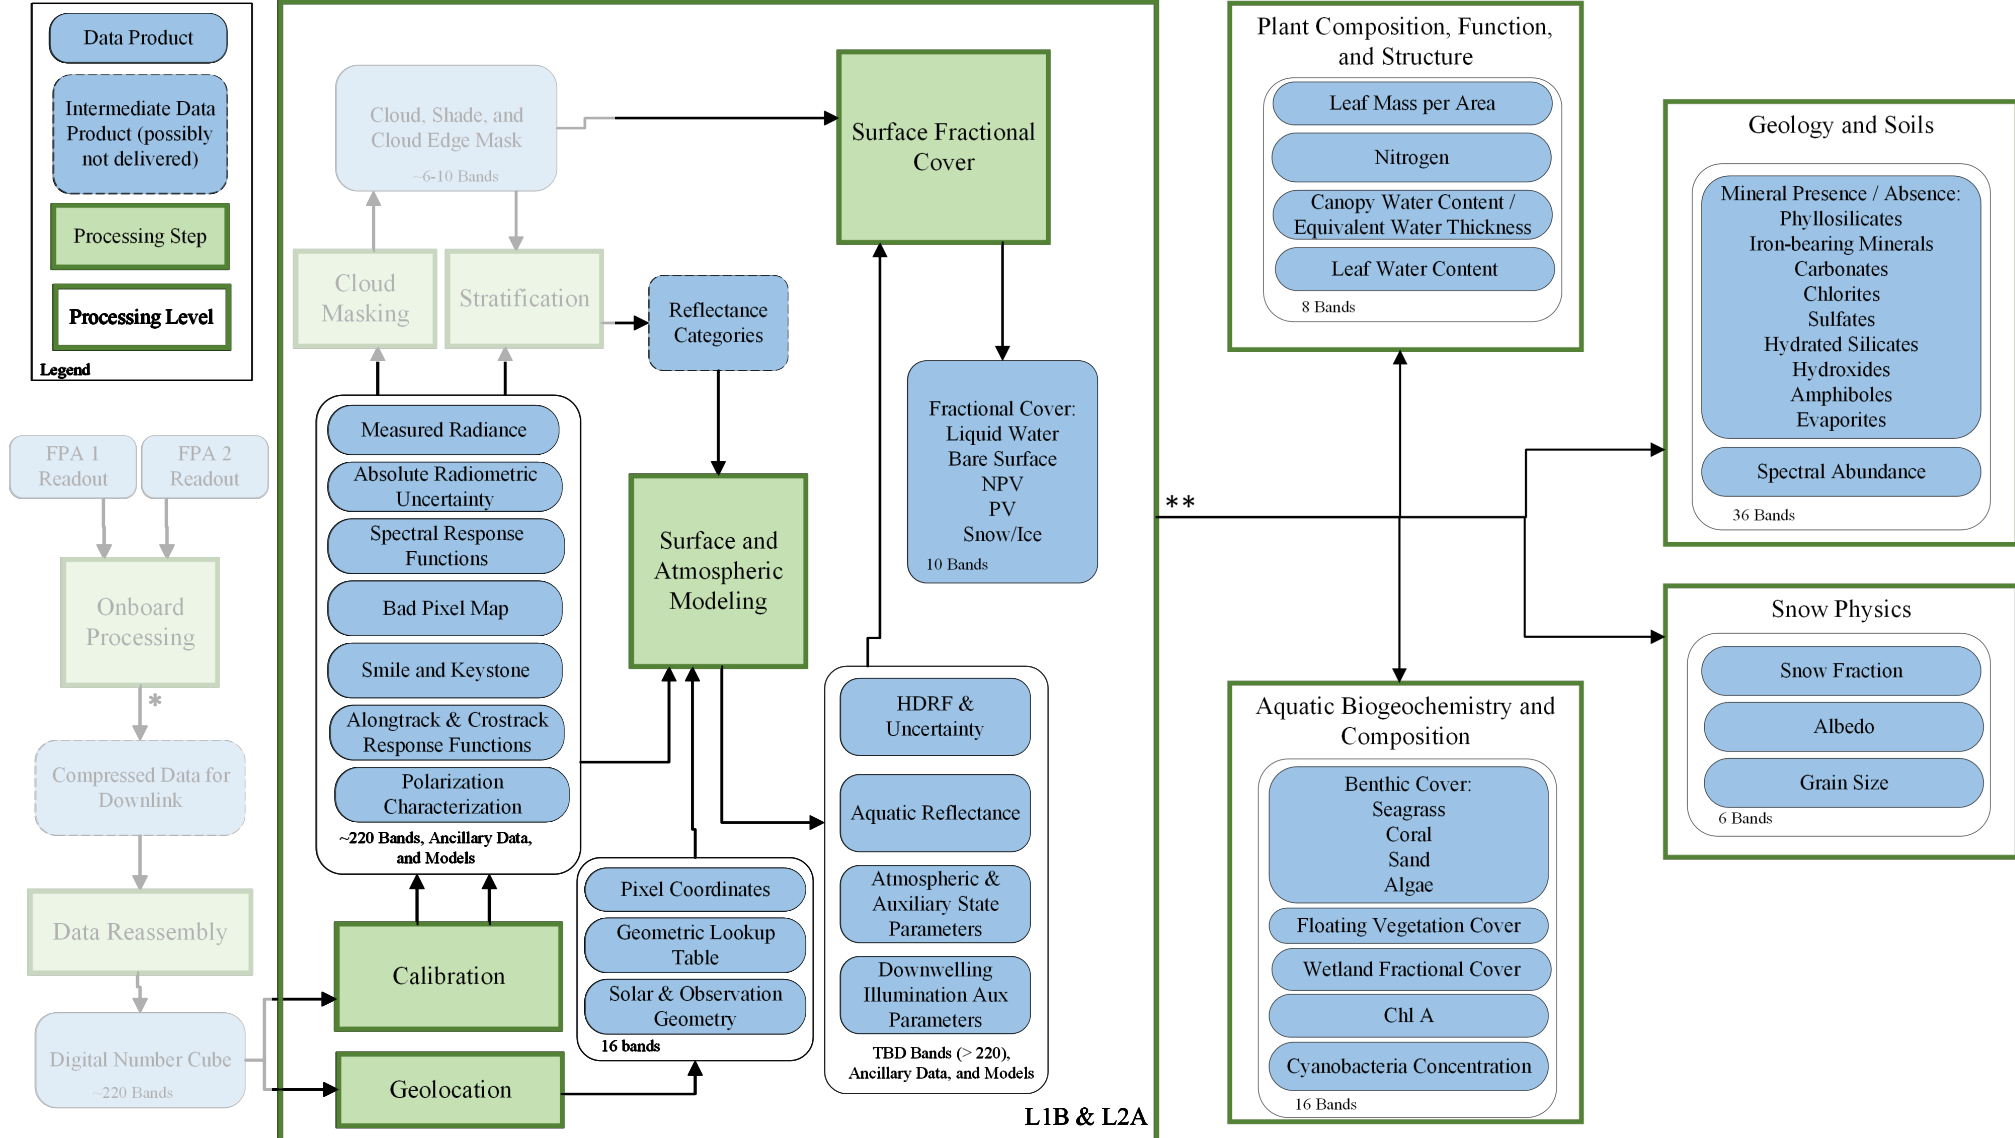 Data Product
Intermediate Data
Product (possibly
not delivered)
Processing Step
Processing Level
Legend
FPA 1
Readout
FPA 2
Readout
Onboard
Processing
*
Compressed Data for
Downlink
Data Reassembly
Digital Number Cube
~220 Bands
Cloud, Shade, and
Cloud Edge Mask
~6-10 Bands
Cloud
Masking
Stratification
Reflectance
Categories
Measured Radiance
Absolute Radiometric
Uncertainty
Spectral Response
Functions
Bad Pixel Map
Smile and Keystone
Alongtrack & Crostrack
Response Functions
Polarization
Characterization
~220 Bands, Ancillary Data,
and Models
Calibration
Geolocation
Pixel Coordinates
Geometric Lookup
Table
Solar & Observation
Geometry
16 bands
Surface and
Atmospheric
Modeling
Surface Fractional
Cover
Fractional Cover:
Liquid Water
Bare Surface
NPV
PV
Snow/Ice
10 Bands
HDRF &
Uncertainty
Aquatic Reflectance
Atmospheric &
Auxiliary State
Parameters
Downwelling
Illumination Aux
Parameters
TBD Bands (> 220),
Ancillary Data, and Models
L1B & L2A
**
Plant Composition, Function,
and Structure
Leaf Mass per Area
Nitrogen
Canopy Water Content /
Equivalent Water Thickness
Leaf Water Content
8 Bands
Aquatic Biogeochemistry and
Composition
Benthic Cover:
Seagrass
Coral
Sand
Algae
Floating Vegetation Cover
Wetland Fractional Cover
Chl A
Cyanobacteria Concentration
16 Bands
Geology and Soils
Mineral Presence / Absence:
Phyllosilicates
Iron-bearing Minerals
Carbonates
Chlorites
Sulfates
Hydrated Silicates
Hydroxides
Amphiboles
Evaporites
Spectral Abundance
36 Bands
Snow Physics
Snow Fraction
Albedo
Grain Size
6 Bands